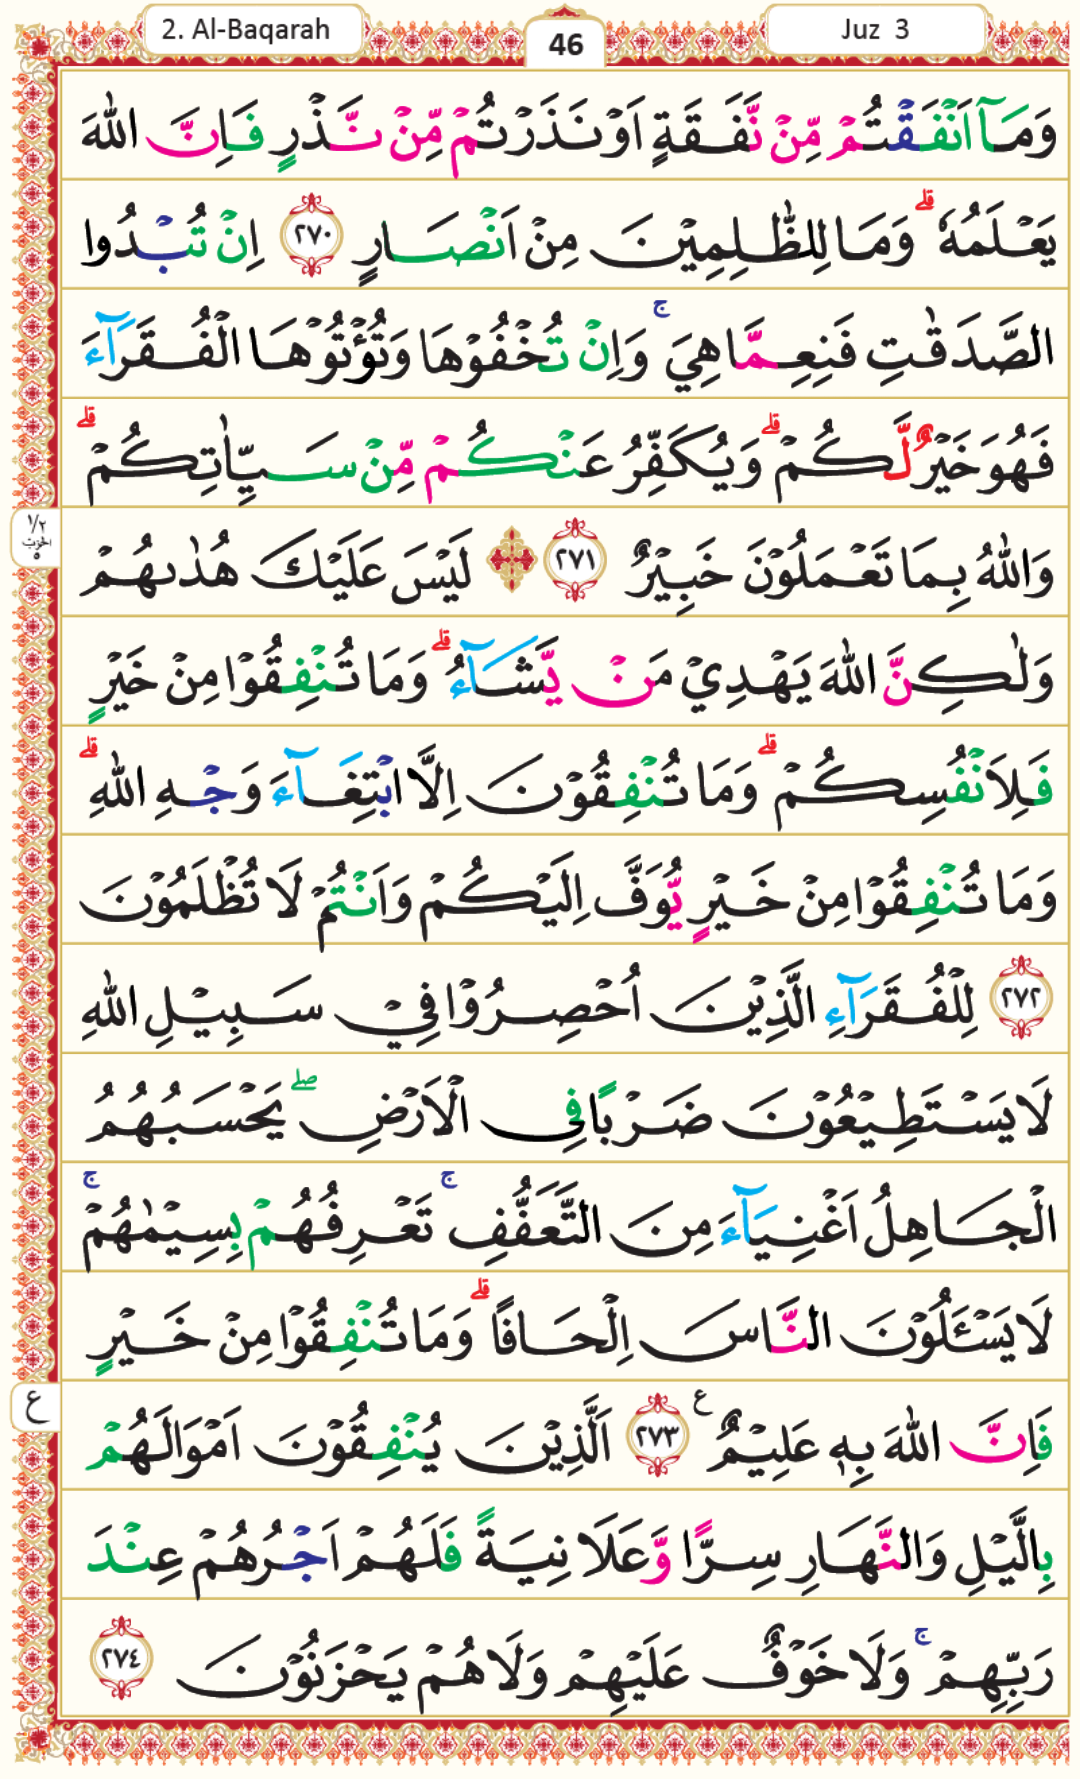 2. Al-Baqarah
46
Juz 3
وَمَآ اَنْفَقْتُمْ مِّنْ نَّفَقَةٍ اَوْ نَذَرْتُمْ مِّنْ نَّذْرٍ فَاِنَّ اللّٰهَ
يَعْلَمُهٗ ۗ وَمَا لِلظّٰلِمِيْنَ مِنْ اَنْصَارٍ ٢٧٠ اِنْ تُبْدُوا
الصَّدَقٰتِ فَنِعِمَّا هِيَ ۚ وَاِنْ تُخْفُوْهَا وَتُؤْتُوْهَا الْفُقَرَآءَ
فَهُوَ خَيْرٌ لَّكُمْ ۗ وَيُكَفِّرُ عَنْكُمْ مِّنْ سَيِّاٰتِكُمْ ۗ
وَاللّٰهُ بِمَا تَعْمَلُوْنَ خَبِيْرٌ ٢٧١ لَيْسَ عَلَيْكَ هُدٰىهُمْ
١/٢
الحزب
٥
وَلٰكِنَّ اللّٰهَ يَهْدِيْ مَنْ يَّشَآءُ ۗ وَمَا تُنْفِقُوْا مِنْ خَيْرٍ
فَلِاَنْفُسِكُمْ ۗ وَمَا تُنْفِقُوْنَ اِلَّا ابْتِغَآءَ وَجْهِ اللّٰهِ ۗ
وَمَا تُنْفِقُوْا مِنْ خَيْرٍ يُّوَفَّ اِلَيْكُمْ وَاَنْتُمْ لَا تُظْلَمُوْنَ
٢٧٢ لِلْفُقَرَآءِ الَّذِيْنَ اُحْصِرُوْا فِيْ سَبِيْلِ اللّٰهِ
لَا يَسْتَطِيْعُوْنَ ضَرْبًا فِى الْاَرْضِ ۖ يَحْسَبُهُمُ
الْجَاهِلُ اَغْنِيَآءَ مِنَ التَّعَفُّفِ ۚ تَعْرِفُهُمْ بِسِيْمٰهُمْ ۚ
لَا يَسْـَٔلُوْنَ النَّاسَ اِلْحَافًا ۗ وَمَا تُنْفِقُوْا مِنْ خَيْرٍ
فَاِنَّ اللّٰهَ بِهٖ عَلِيْمٌ ࣖ ٢٧٣ اَلَّذِيْنَ يُنْفِقُوْنَ اَمْوَالَهُمْ
ع
بِالَّيْلِ وَالنَّهَارِ سِرًّا وَّعَلَانِيَةً فَلَهُمْ اَجْرُهُمْ عِنْدَ
رَبِّهِمْ ۚ وَلَا خَوْفٌ عَلَيْهِمْ وَلَا هُمْ يَحْزَنُوْنَ ٢٧٤